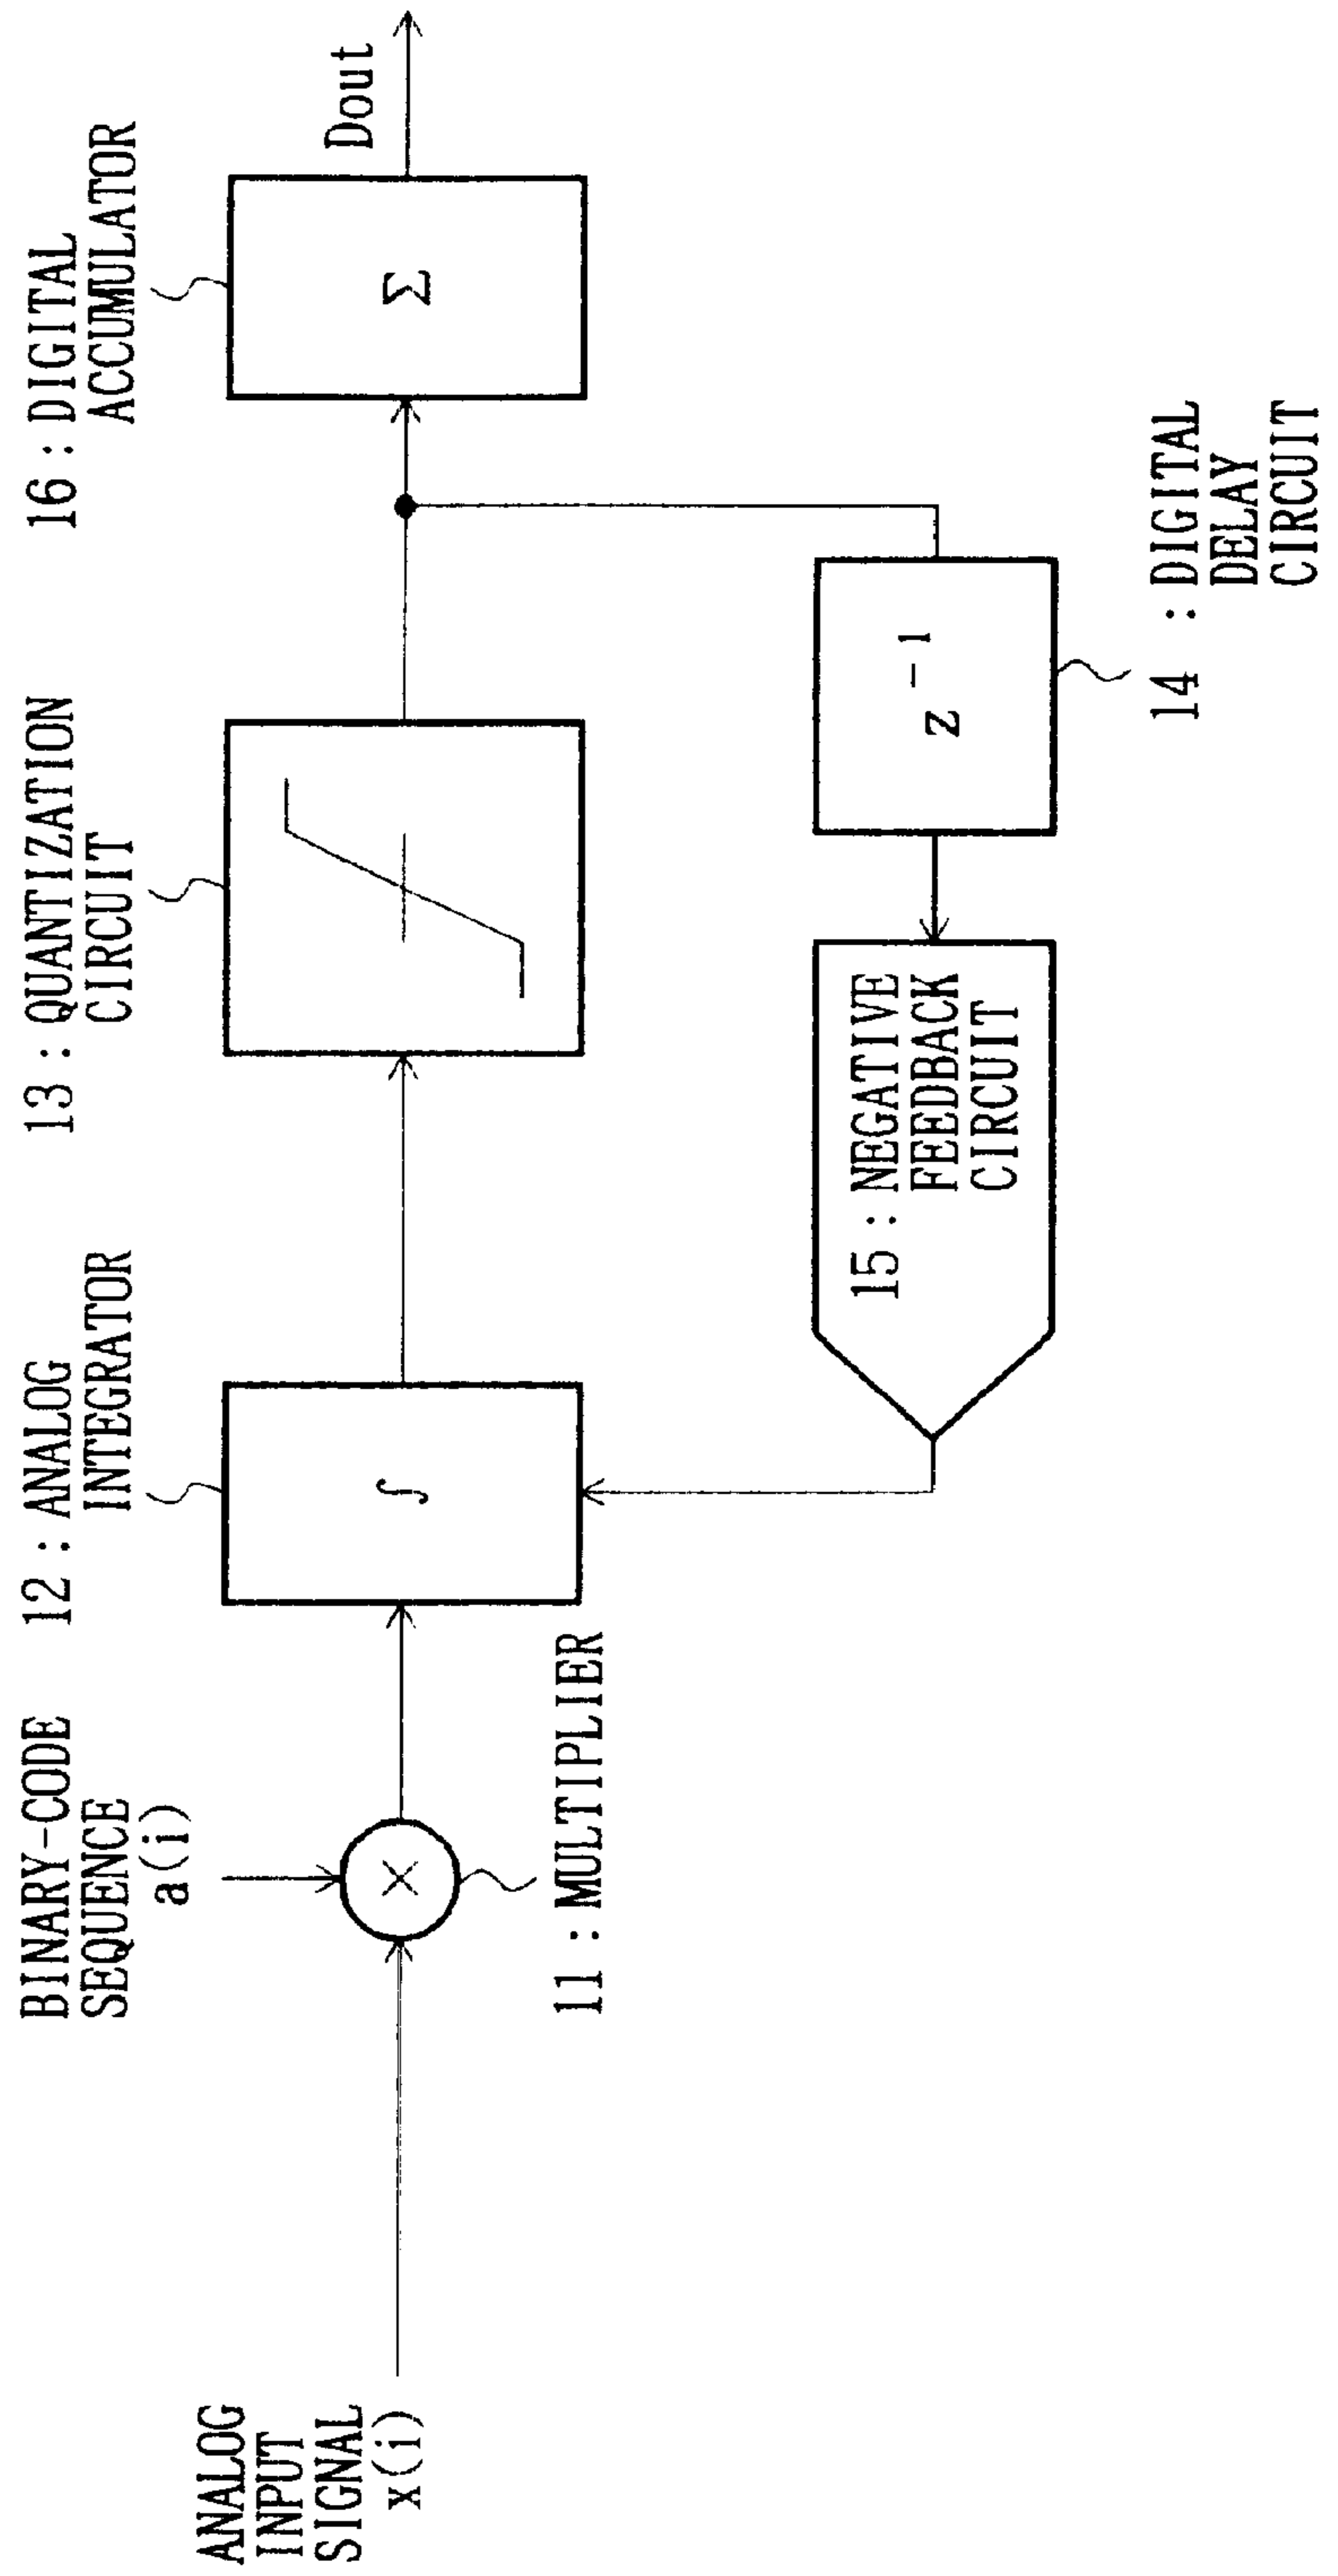 ANALOG
INPUT
SIGNAL
x(i)
BINARY-CODE
SEQUENCE
a(i)
×
11 : MULTIPLIER
12 : ANALOG
INTEGRATOR
∫
13 : QUANTIZATION
CIRCUIT
16 : DIGITAL
ACCUMULATOR
Σ
Dout
15 : NEGATIVE
FEEDBACK
CIRCUIT
z⁻¹
14 : DIGITAL
DELAY
CIRCUIT